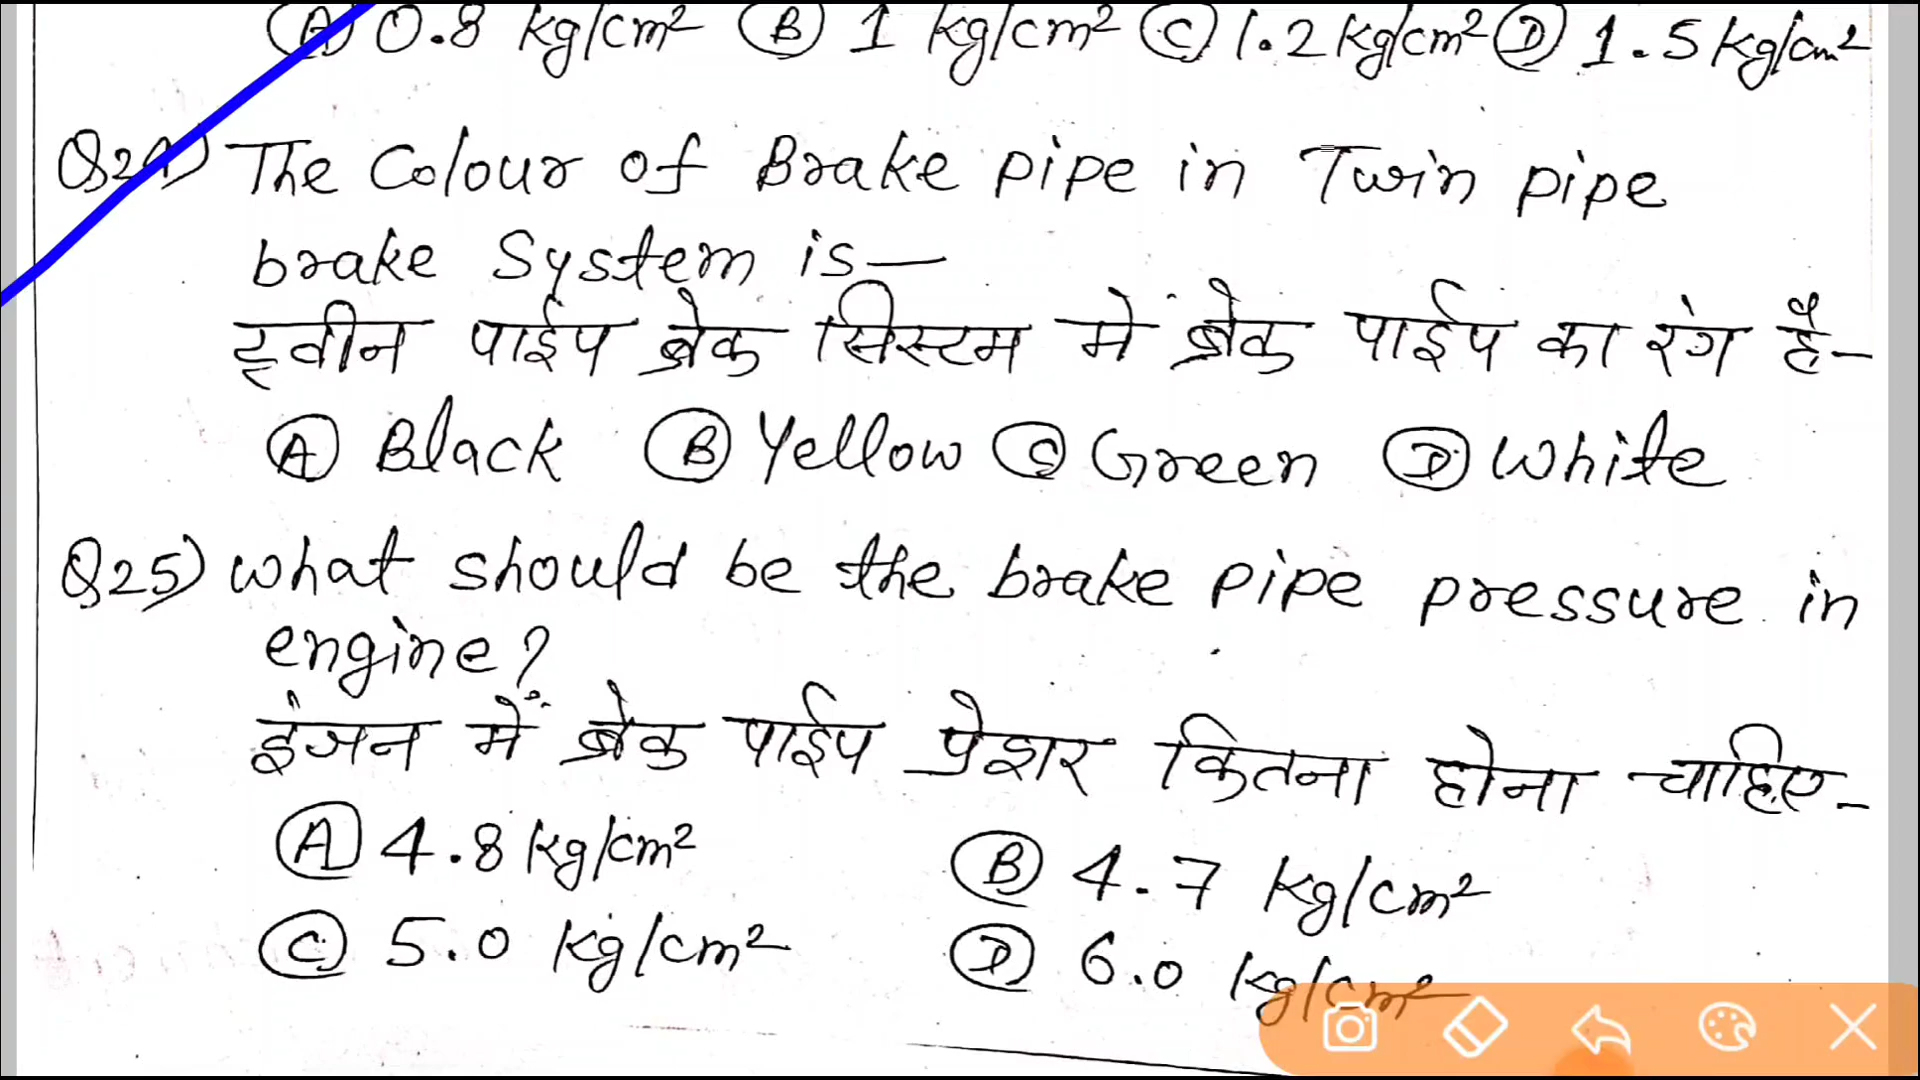 (A) 0.8 kg/cm² (B) 1 kg/cm² (C) 1.2 kg/cm² (D) 1.5 kg/cm²
Q24) The Colour of Brake pipe in Twin pipe
brake System is—
ट्वीन पाईप ब्रेक सिस्टम में ब्रेक पाईप का रंग है-
(A) Black (B) Yellow (C) Green (D) White
Q25) What should be the brake pipe pressure in
engine?
इंजन में ब्रेक पाईप प्रेशर कितना होना चाहिए-
(A) 4.8 kg/cm² (B) 4.7 kg/cm²
(C) 5.0 kg/cm² (D) 6.0 kg/cm²